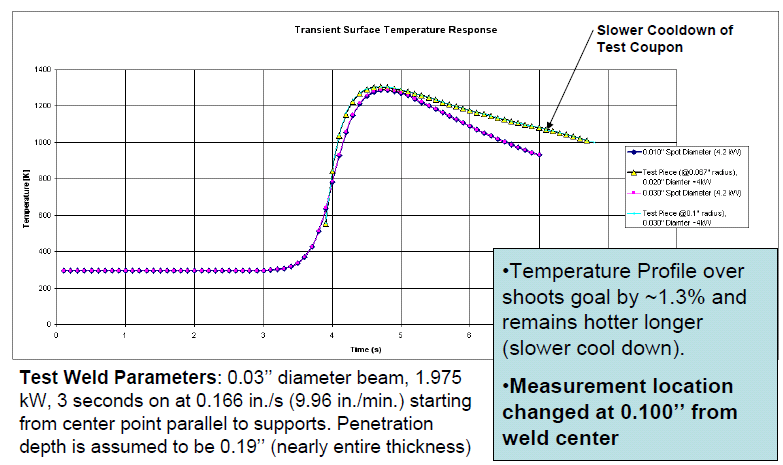 Transient Surface Temperature Response
Slower Cooldown of
Test Coupon
1400
1200
1000
800
600
400
200
0
Temperature [K]
0
1
2
3
4
5
6
Time (s)
0.010" Spot Diameter (4.2 kW)
Test Piece (@0.067" radius),
0.020" Diamter ~4kW
0.030" Spot Diameter (4.2 kW)
Test Piece @0.1" radius),
0.030" Diamter ~4kW
•Temperature Profile over
shoots goal by ~1.3% and
remains hotter longer
(slower cool down).
•Measurement location
changed at 0.100’’ from
weld center
Test Weld Parameters: 0.03’’ diameter beam, 1.975
kW, 3 seconds on at 0.166 in./s (9.96 in./min.) starting
from center point parallel to supports. Penetration
depth is assumed to be 0.19’’ (nearly entire thickness)